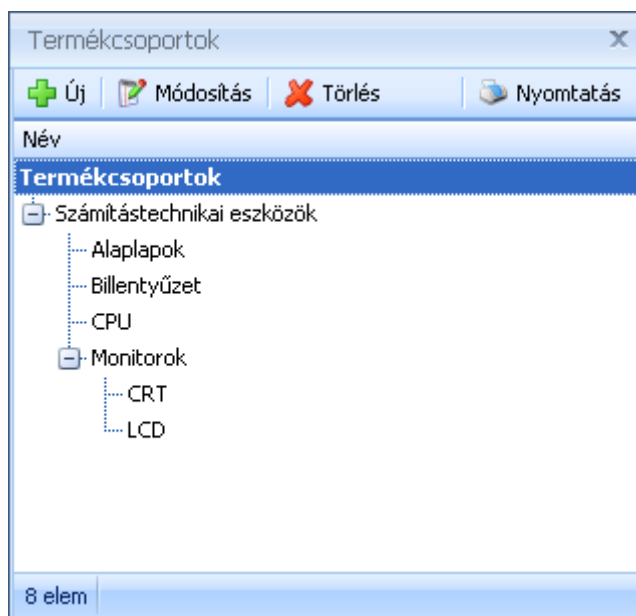 Termékcsoportok
Új Módosítás Törlés Nyomtatás
Név
Termékcsoportok
Számítástechnikai eszközök
Alaplapok
Billentyűzet
CPU
Monitorok
CRT
LCD
8 elem